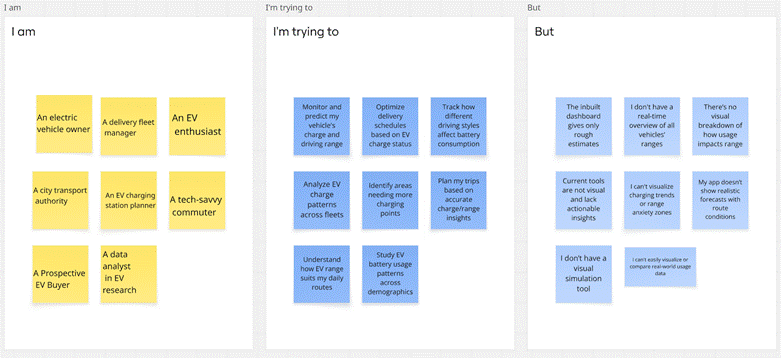 I am
I am
An electric
vehicle owner
A delivery fleet
manager
An EV
enthusiast
A city transport
authority
An EV charging
station planner
A tech-savvy
commuter
A Prospective
EV Buyer
A data
analyst
in EV
research
I'm trying to
I'm trying to
Monitor and
predict my
vehicle's
charge and
driving range
Optimize
delivery
schedules
based on EV
charge status
Track how
different
driving styles
affect battery
consumption
Analyze EV
charge
patterns
across fleets
Identify areas
needing more
charging
points
Plan my trips
based on
accurate
charge/range
insights
Understand
how EV range
suits my daily
routes
Study EV
battery usage
patterns
across
demographics
But
But
The inbuilt
dashboard
gives only
rough
estimates
I don't have a
real-time
overview of all
vehicles'
ranges
There's no
visual
breakdown of
how usage
impacts range
Current tools
are not visual
and lack
actionable
insights
I can't visualize
charging trends
or range
anxiety zones
My app doesn't
show realistic
forecasts with
route
conditions
I don't have a
visual
simulation
tool
I can't easily visualize or
compare real-world usage
data